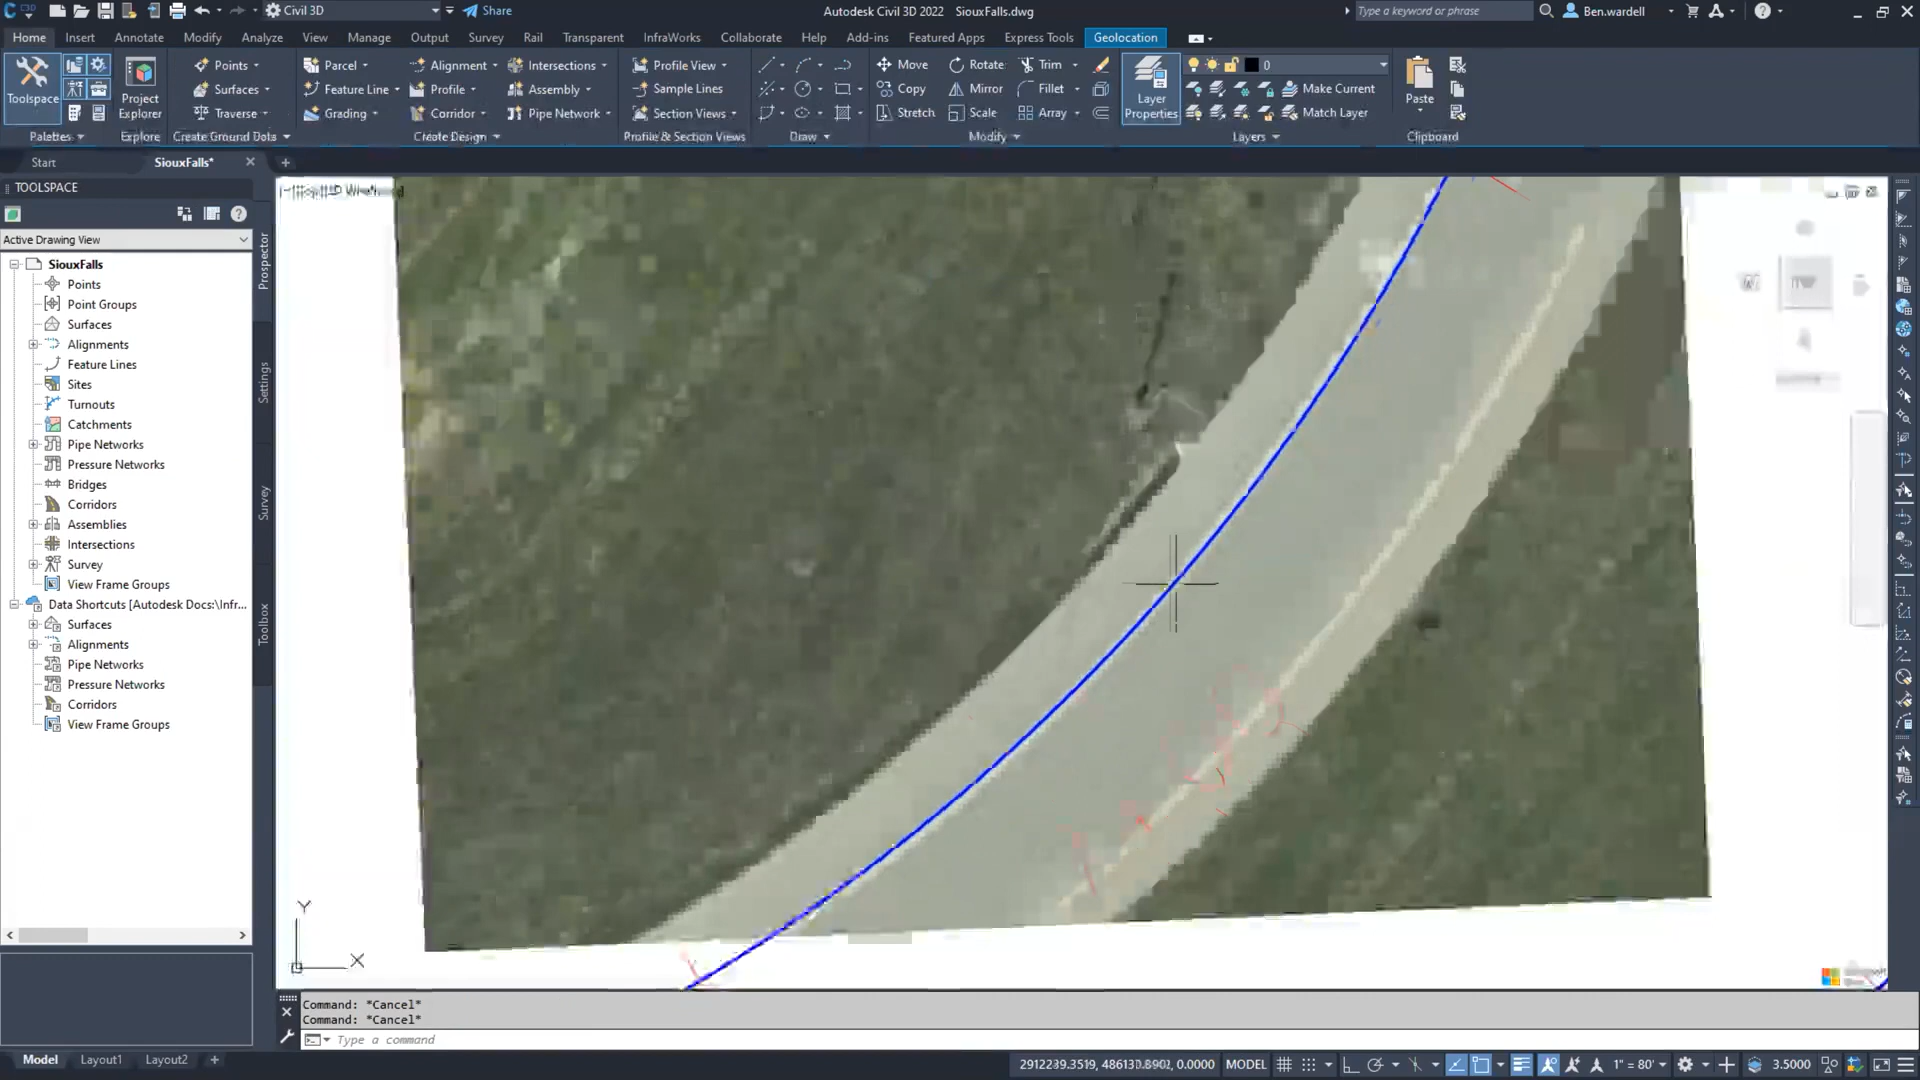 Civil 3D
Share
Autodesk Civil 3D 2022 SiouxFalls.dwg
Type a keyword or phrase
Ben.wardell
Home Insert Annotate Modify Analyze View Manage Output Survey Rail Transparent InfraWorks Collaborate Help Add-ins Featured Apps Express Tools Geolocation
Toolspace
Project Explorer
Points
Surfaces
Traverse
Parcel
Feature Line
Grading
Alignment
Profile
Corridor
Intersections
Assembly
Pipe Network
Profile View
Sample Lines
Section Views
Move
Copy
Stretch
Rotate
Mirror
Scale
Trim
Fillet
Array
Layer Properties
0
Make Current
Match Layer
Paste
Palettes Explore Create Ground Data Create Design Profile & Section Views Draw Modify Layers Clipboard
Start
SiouxFalls*
TOOLSPACE
Active Drawing View
SiouxFalls
Points
Point Groups
Surfaces
Alignments
Feature Lines
Sites
Turnouts
Catchments
Pipe Networks
Pressure Networks
Bridges
Corridors
Assemblies
Intersections
Survey
View Frame Groups
Data Shortcuts [Autodesk Docs:\Infr...
Surfaces
Alignments
Pipe Networks
Pressure Networks
Corridors
View Frame Groups
Prospector
Settings
Survey
Toolbox
Y
X
Command: *Cancel*
Command: *Cancel*
Type a command
Model Layout1 Layout2
MODEL
1" = 80'
3.5000